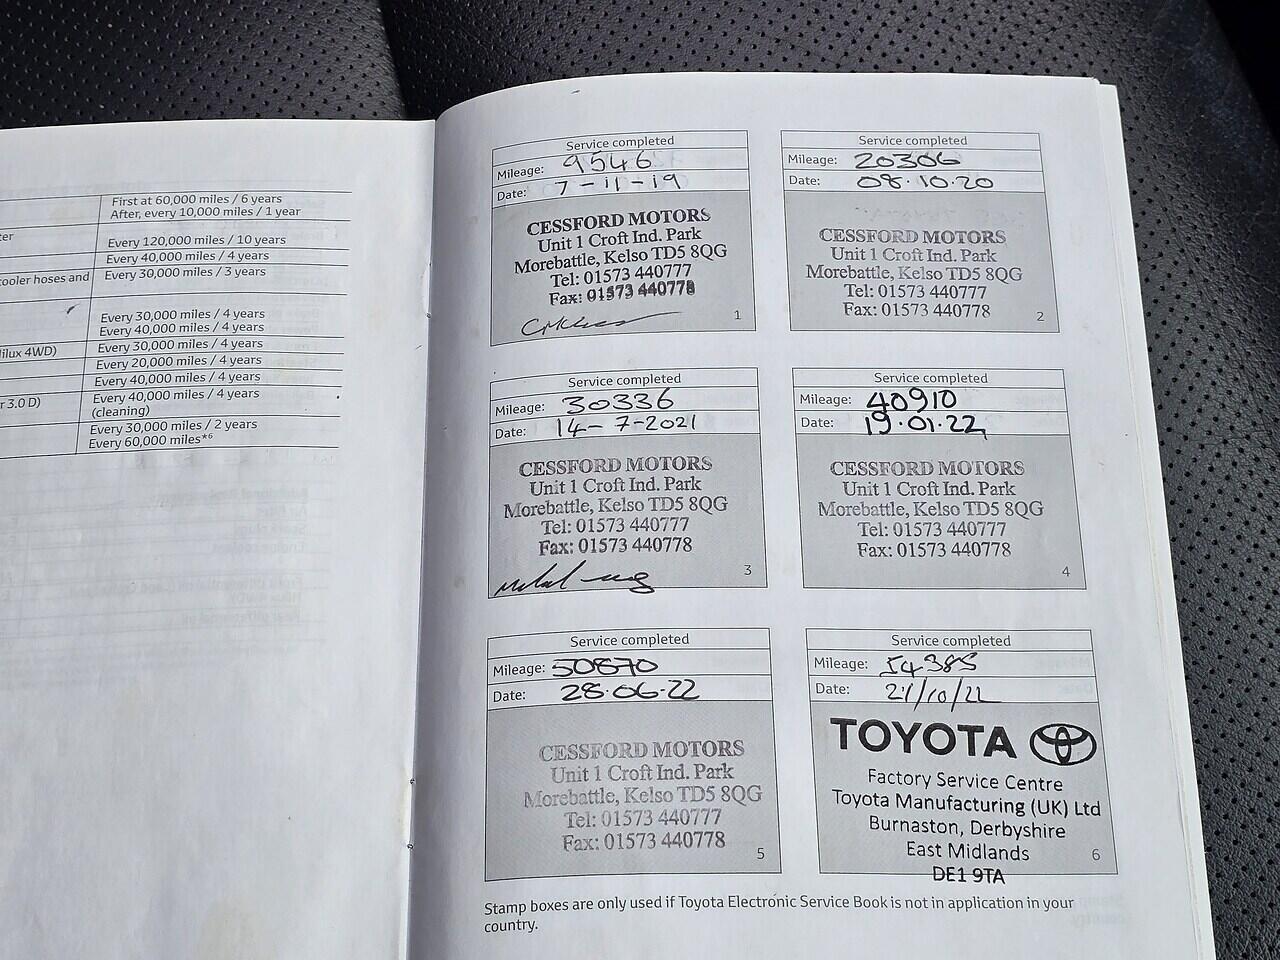 First at 60,000 miles / 6 years
After, every 10,000 miles / 1 year
ter
Every 120,000 miles / 10 years
Every 40,000 miles / 4 years
cooler hoses and
Every 30,000 miles / 3 years
Every 30,000 miles / 4 years
Every 40,000 miles / 4 years
ilux 4WD)
Every 30,000 miles / 4 years
Every 20,000 miles / 4 years
Every 40,000 miles / 4 years
r 3.0 D)
Every 40,000 miles / 4 years
(cleaning)
Every 30,000 miles / 2 years
Every 60,000 miles*6
Service completed
Mileage: 9546
Date: 7-11-19
CESSFORD MOTORS
Unit 1 Croft Ind. Park
Morebattle, Kelso TD5 8QG
Tel: 01573 440777
Fax: 01573 440778
1
Service completed
Mileage: 20306
Date: 08.10.20
CESSFORD MOTORS
Unit 1 Croft Ind. Park
Morebattle, Kelso TD5 8QG
Tel: 01573 440777
Fax: 01573 440778
2
Service completed
Mileage: 30336
Date: 14-7-2021
CESSFORD MOTORS
Unit 1 Croft Ind. Park
Morebattle, Kelso TD5 8QG
Tel: 01573 440777
Fax: 01573 440778
3
Service completed
Mileage: 40910
Date: 19.01.22
CESSFORD MOTORS
Unit 1 Croft Ind. Park
Morebattle, Kelso TD5 8QG
Tel: 01573 440777
Fax: 01573 440778
4
Service completed
Mileage: 50870
Date: 28.06.22
CESSFORD MOTORS
Unit 1 Croft Ind. Park
Morebattle, Kelso TD5 8QG
Tel: 01573 440777
Fax: 01573 440778
5
Service completed
Mileage: 54385
Date: 21/10/22
TOYOTA
Factory Service Centre
Toyota Manufacturing (UK) Ltd
Burnaston, Derbyshire
East Midlands
DE1 9TA
6
Stamp boxes are only used if Toyota Electronic Service Book is not in application in your
country.